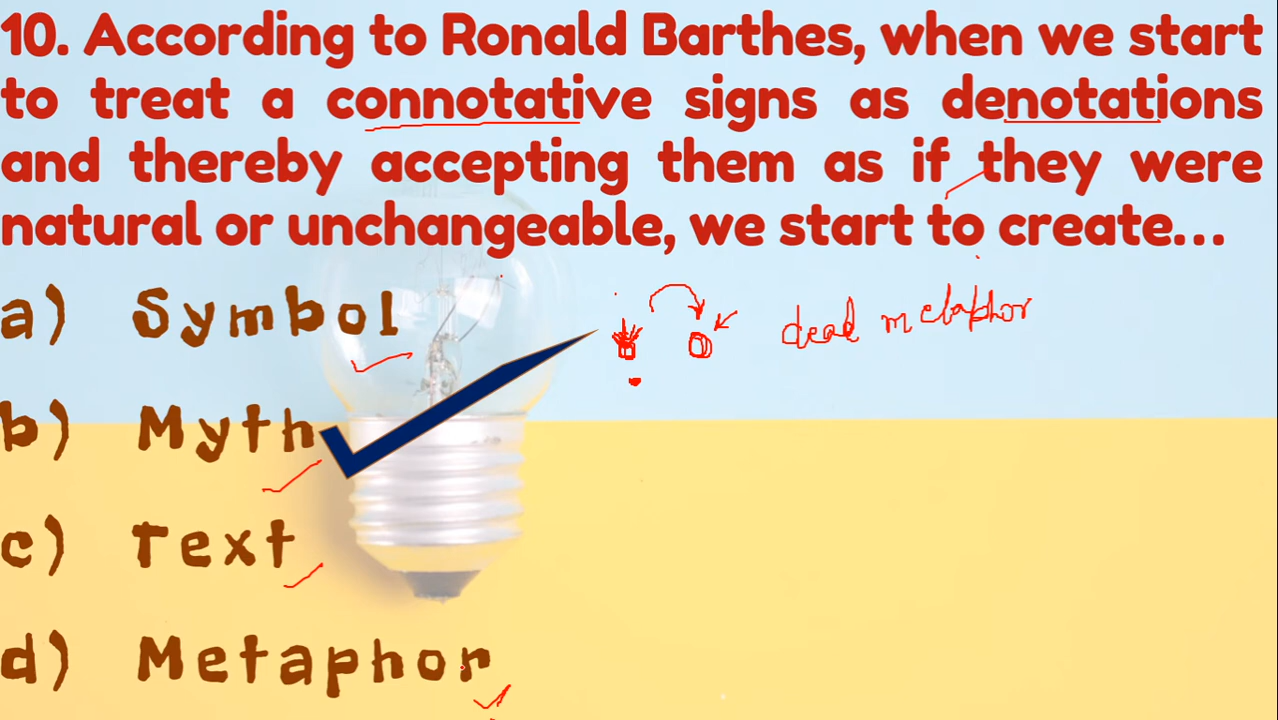 10. According to Ronald Barthes, when we start
to treat a connotative signs as denotations
and thereby accepting them as if they were
natural or unchangeable, we start to create...
a) Symbol
dead metaphor
b) Myth
c) Text
d) Metaphor